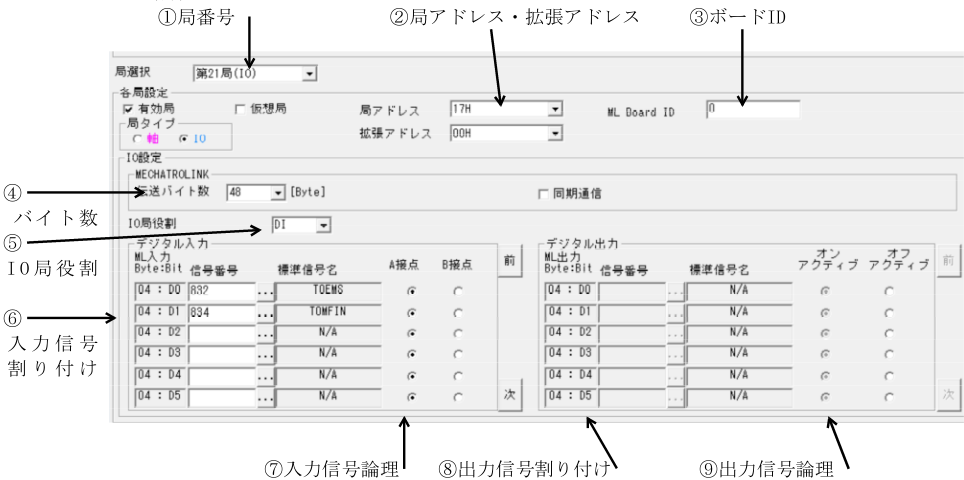 ①局番号 ②局アドレス・拡張アドレス ③ボードID
局選択 第21局(IO)
各局設定
有効局 仮想局 局アドレス 17H ML Board ID 0
局タイプ
軸 IO 拡張アドレス 00H
IO設定
MECHATROLINK
伝送バイト数 48 [Byte] 同期通信
④
バイト数
IO局役割 DI
⑤
IO局役割
デジタル入力
ML入力
Byte:Bit 信号番号 標準信号名 A接点 B接点 前
04 : D0 832 ... TOEMS
04 : D1 834 ... TOMFIN
04 : D2 ... N/A
04 : D3 ... N/A
04 : D4 ... N/A
04 : D5 ... N/A 次
⑥
入力信号
割り付け
デジタル出力
ML出力
Byte:Bit 信号番号 標準信号名 オン
アクティブ オフ
アクティブ 前
04 : D0 ... N/A
04 : D1 ... N/A
04 : D2 ... N/A
04 : D3 ... N/A
04 : D4 ... N/A
04 : D5 ... N/A 次
⑦入力信号論理 ⑧出力信号割り付け ⑨出力信号論理